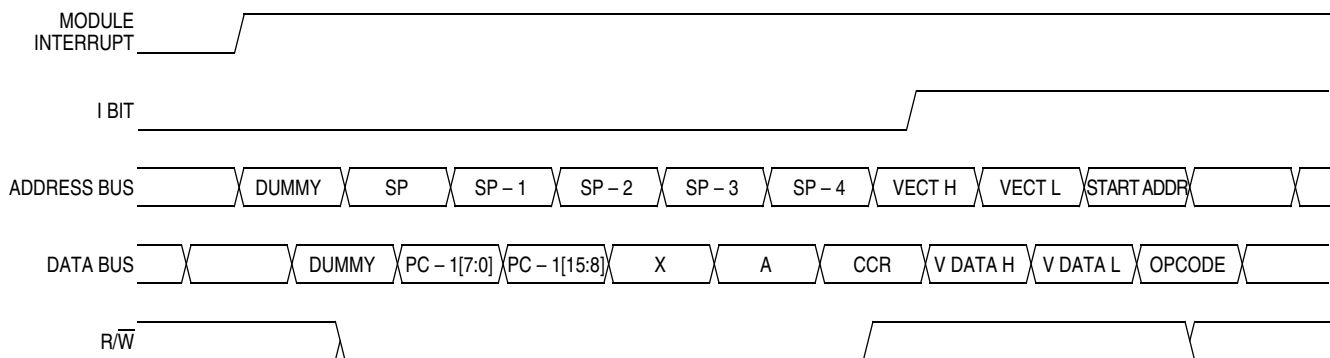 MODULE
INTERRUPT
I BIT
ADDRESS BUS DUMMY SP SP – 1 SP – 2 SP – 3 SP – 4 VECT H VECT L START ADDR
DATA BUS DUMMY PC – 1[7:0] PC – 1[15:8] X A CCR V DATA H V DATA L OPCODE
R/W̅